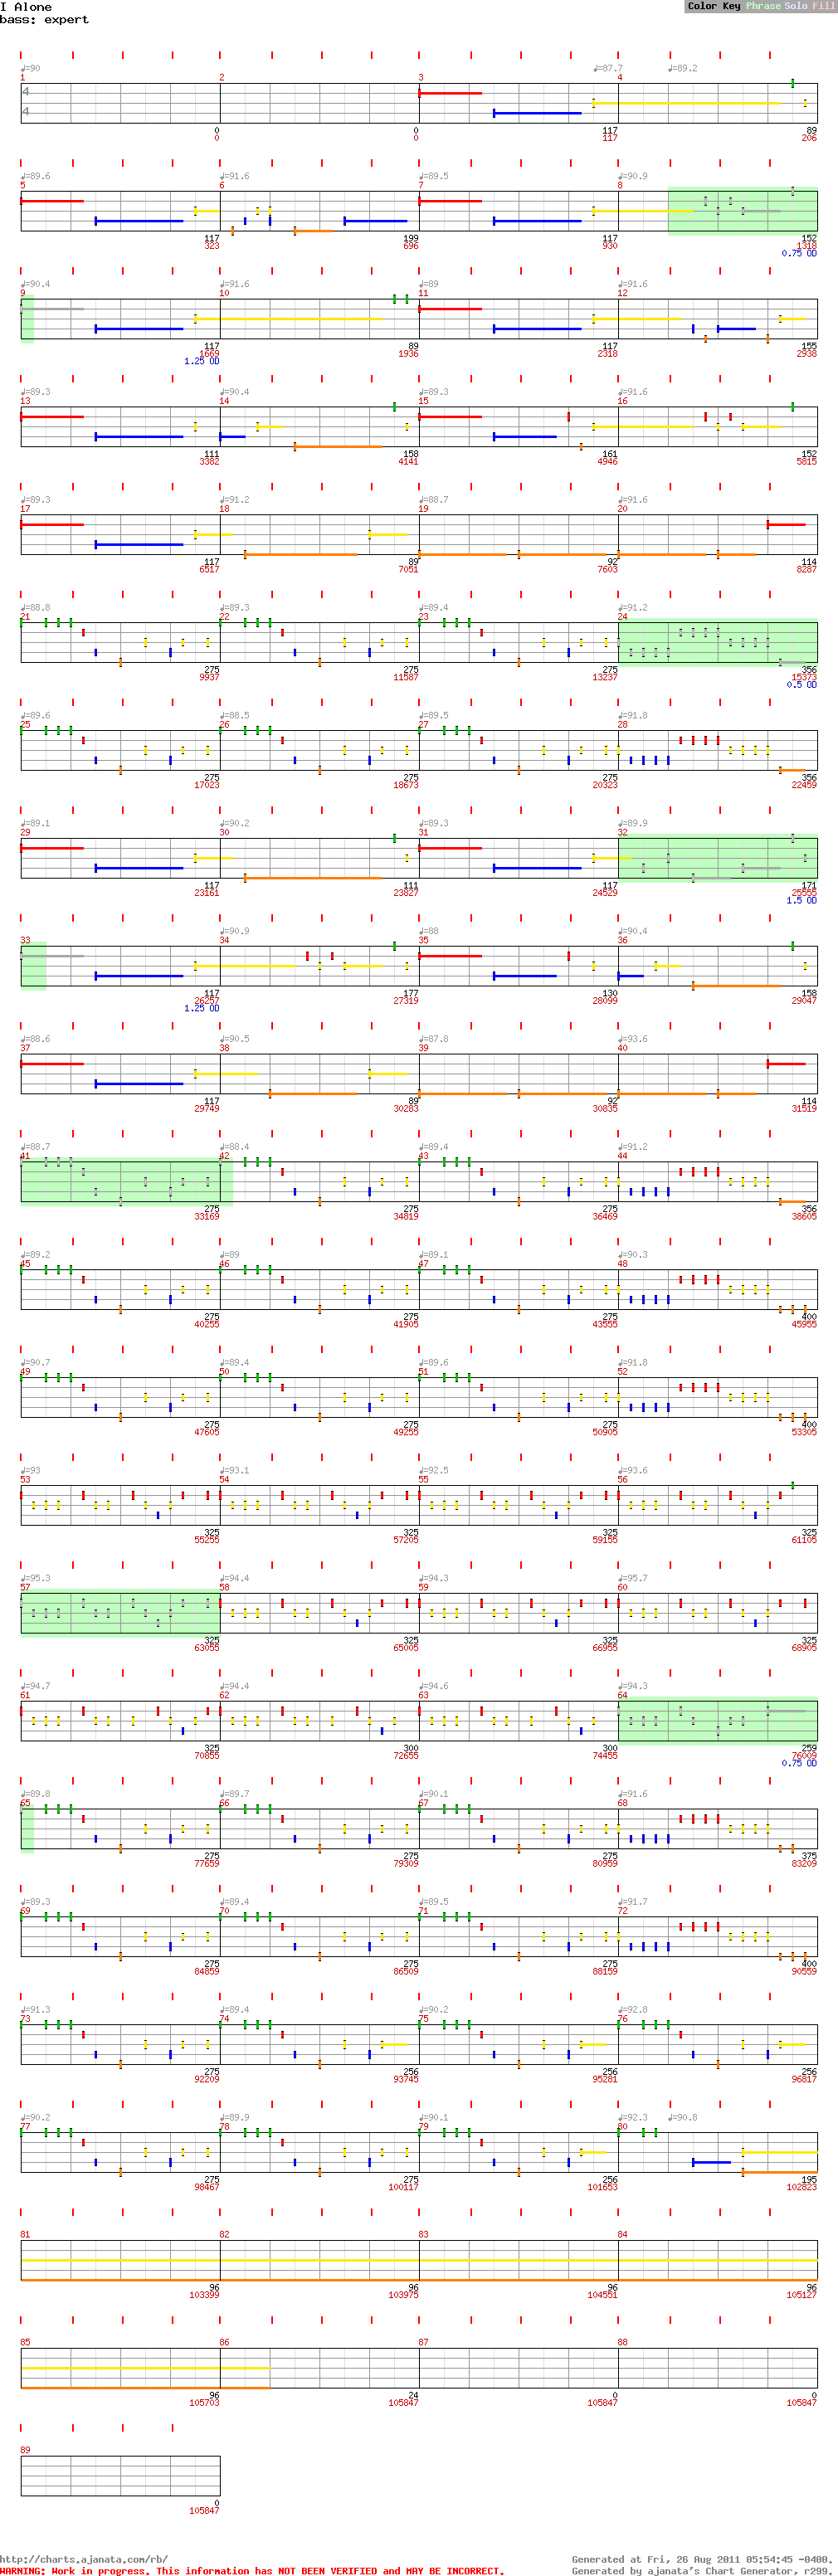 I Alone
Color Key Phrase Solo Fill
bass: expert
♩=90 ♩=87.7 ♩=89.2
1 2 3 4
4
4
0 0 117 89
0 0 117 206
♩=89.6 ♩=91.6 ♩=89.5 ♩=90.9
5 6 7 8
117 199 117 152
323 696 930 1318
0.75 OD
♩=90.4 ♩=91.6 ♩=89 ♩=91.6
9 10 11 12
117 89 117 155
1669 1936 2318 2938
1.25 OD
♩=89.3 ♩=90.4 ♩=89.3 ♩=91.6
13 14 15 16
111 158 161 152
3382 4141 4946 5815
♩=89.3 ♩=91.2 ♩=88.7 ♩=91.6
17 18 19 20
117 89 92 114
6517 7051 7603 8287
♩=88.8 ♩=89.3 ♩=89.4 ♩=91.2
21 22 23 24
275 275 275 356
9937 11587 13237 15373
0.5 OD
♩=89.6 ♩=88.5 ♩=89.5 ♩=91.8
25 26 27 28
275 275 275 356
17023 18673 20323 22459
♩=89.1 ♩=90.2 ♩=89.3 ♩=89.9
29 30 31 32
117 111 117 171
23161 23827 24529 25555
1.5 OD
♩=90.9 ♩=88 ♩=90.4
33 34 35 36
117 177 130 158
26257 27319 28099 29047
1.25 OD
♩=88.6 ♩=90.5 ♩=87.8 ♩=93.6
37 38 39 40
117 89 92 114
29749 30283 30835 31519
♩=88.7 ♩=88.4 ♩=89.4 ♩=91.2
41 42 43 44
275 275 275 356
33169 34819 36469 38605
♩=89.2 ♩=89 ♩=89.1 ♩=90.3
45 46 47 48
275 275 275 400
40255 41905 43555 45955
♩=90.7 ♩=89.4 ♩=89.6 ♩=91.8
49 50 51 52
275 275 275 400
47605 49255 50905 53305
♩=93 ♩=93.1 ♩=92.5 ♩=93.6
53 54 55 56
325 325 325 325
55255 57205 59155 61105
♩=95.3 ♩=94.4 ♩=94.3 ♩=95.7
57 58 59 60
325 325 325 325
63055 65005 66955 68905
♩=94.7 ♩=94.4 ♩=94.6 ♩=94.3
61 62 63 64
325 300 300 259
70855 72655 74455 76009
0.75 OD
♩=89.8 ♩=89.7 ♩=90.1 ♩=91.6
65 66 67 68
275 275 275 375
77659 79309 80959 83209
♩=89.3 ♩=89.4 ♩=89.5 ♩=91.7
69 70 71 72
275 275 275 400
84859 86509 88159 90559
♩=91.3 ♩=89.4 ♩=90.2 ♩=92.8
73 74 75 76
275 256 256 256
92209 93745 95281 96817
♩=90.2 ♩=89.9 ♩=90.1 ♩=92.3 ♩=90.8
77 78 79 80
275 275 256 195
98467 100117 101653 102823
81 82 83 84
96 96 96 96
103399 103975 104551 105127
85 86 87 88
96 24 0 0
105703 105847 105847 105847
89
0
105847
http://charts.ajanata.com/rb/
Generated at Fri, 26 Aug 2011 05:54:45 -0400.
WARNING: Work in progress. This information has NOT BEEN VERIFIED and MAY BE INCORRECT.
Generated by ajanata's Chart Generator, r299.